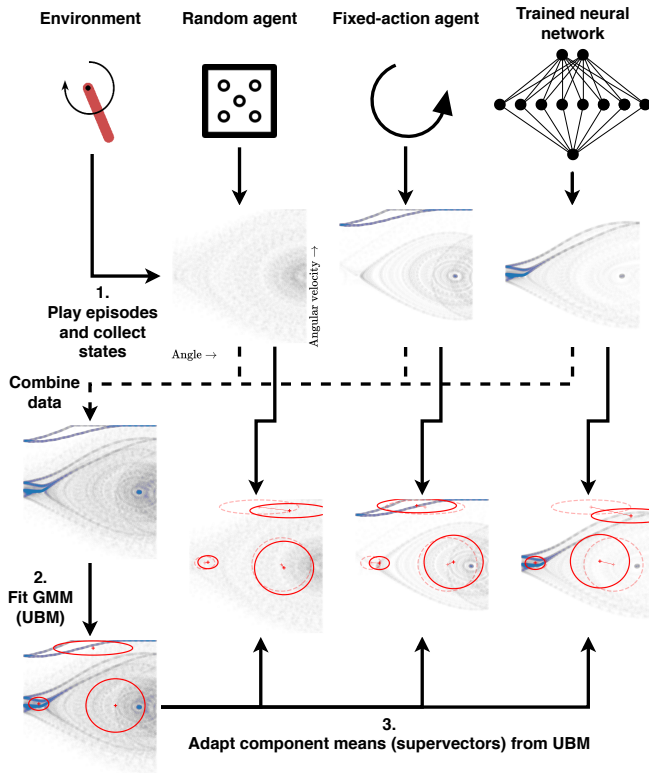 Environment
Random agent
Fixed-action agent
Trained neural
network
1.
Play episodes
and collect
states
Angle →
Angular velocity →
Combine
data
2.
Fit GMM
(UBM)
3.
Adapt component means (supervectors) from UBM